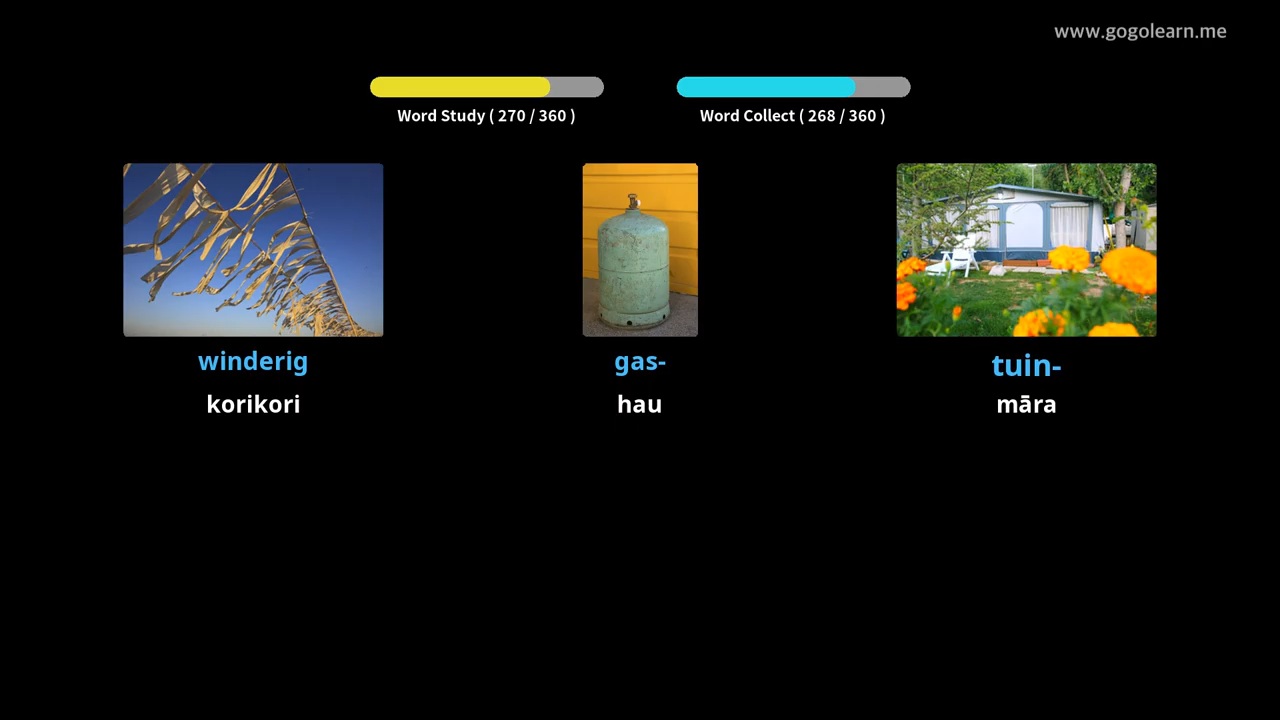 www.gogolearn.me
Word Study ( 270 / 360 )
Word Collect ( 268 / 360 )
winderig
korikori
gas-
hau
tuin-
māra